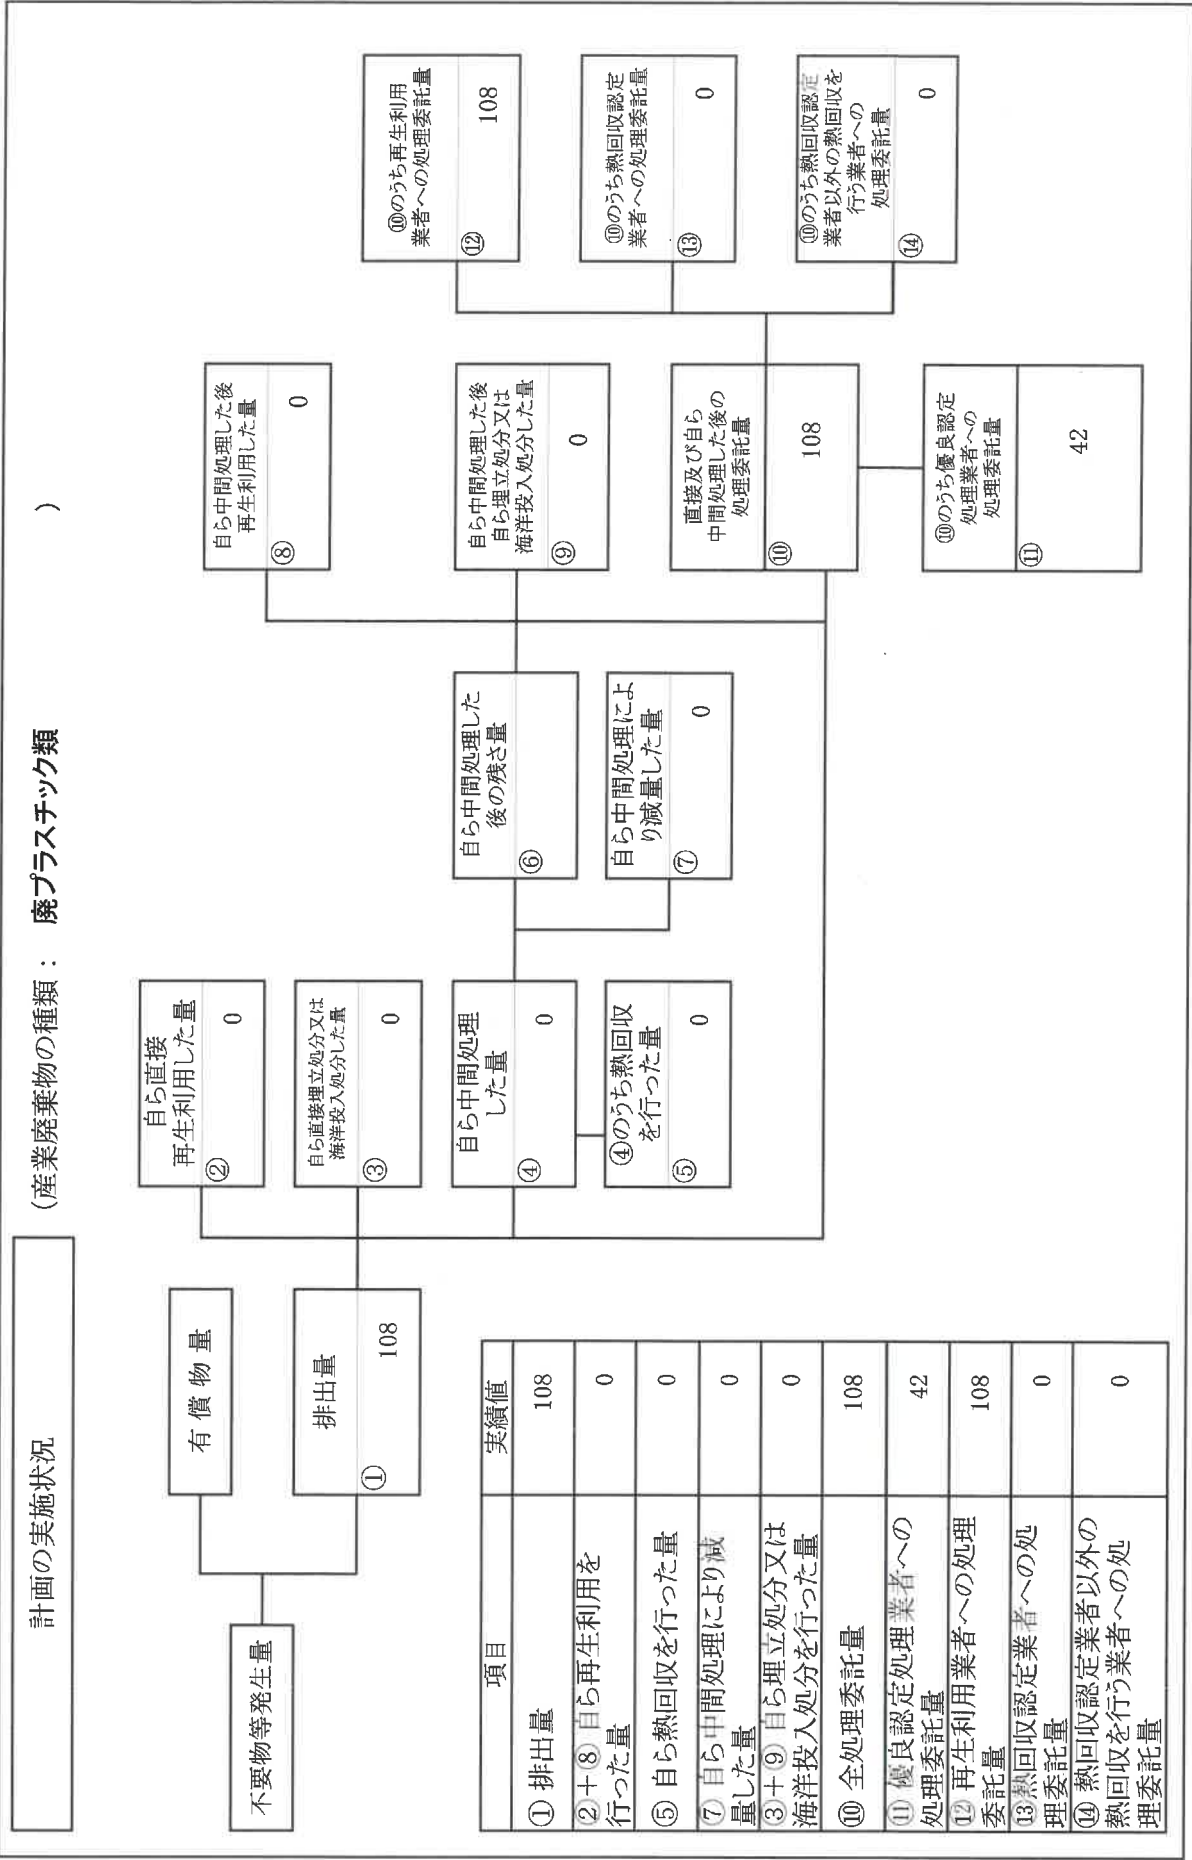 計画の実施状況
(産業廃棄物の種類： 廃プラスチック類 )
不要物等発生量
有 償 物 量
排出量
① 108
自ら直接
再生利用した量
② 0
自ら直接埋立処分又は
海洋投入処分した量
③ 0
自ら中間処理
した量
④ 0
④のうち熱回収
を行った量
⑤ 0
自ら中間処理した
後の残さ量
⑥
自ら中間処理によ
り減量した量
⑦ 0
自ら中間処理した後
再生利用した量
⑧ 0
自ら中間処理した後
自ら埋立処分又は
海洋投入処分した量
⑨ 0
直接及び自ら
中間処理した後の
処理委託量
⑩ 108
⑩のうち優良認定
処理業者への
処理委託量
⑪ 42
⑩のうち再生利用
業者への処理委託量
⑫ 108
⑩のうち熱回収認定
業者への処理委託量
⑬ 0
⑩のうち熱回収認定
業者以外の熱回収を
行う業者への
処理委託量
⑭ 0
項目 実績値
① 排出量 108
②＋⑧ 自ら再生利用を
行った量 0
⑤ 自ら熱回収を行った量 0
⑦ 自ら中間処理により減
量した量 0
③＋⑨ 自ら埋立処分又は
海洋投入処分を行った量 0
⑩ 全処理委託量 108
⑪ 優良認定処理業者への
処理委託量 42
⑫ 再生利用業者への処理
委託量 108
⑬熱回収認定業者への処
理委託量 0
⑭ 熱回収認定業者以外の
熱回収を行う業者への処
理委託量 0